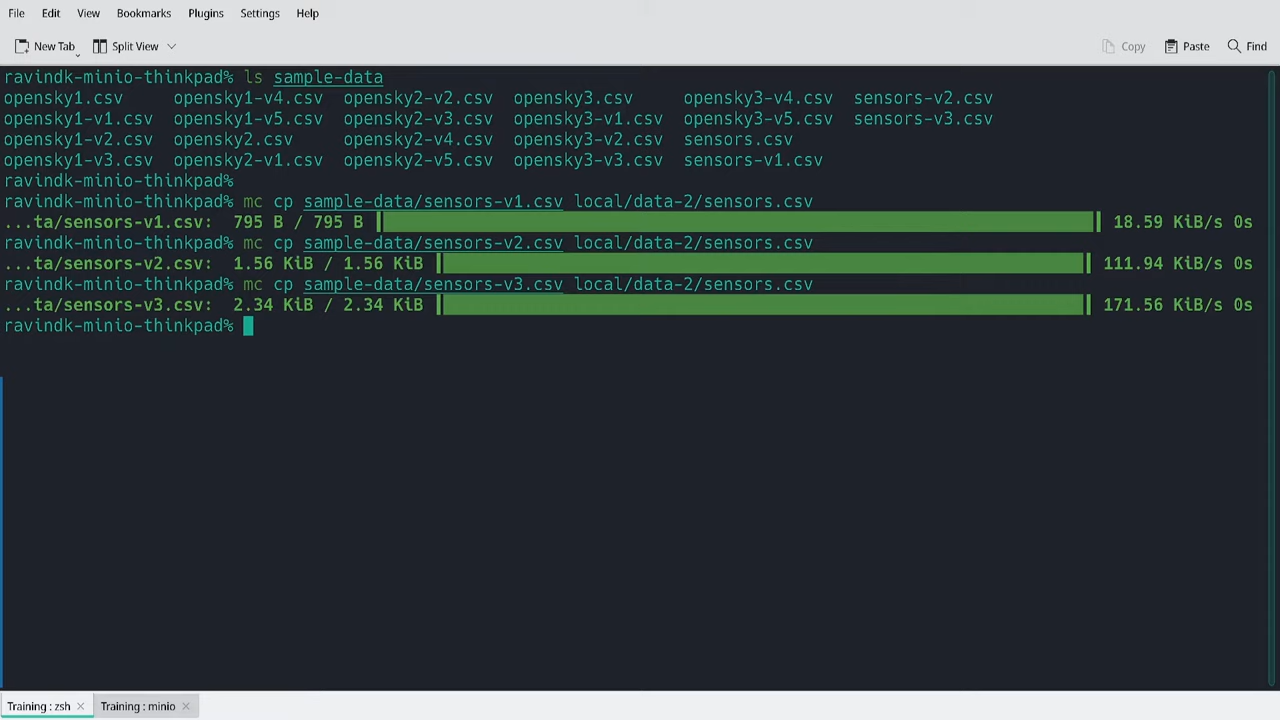 File Edit View Bookmarks Plugins Settings Help
New Tab Split View Copy Paste Find
ravindk-minio-thinkpad% ls sample-data
opensky1.csv opensky1-v4.csv opensky2-v2.csv opensky3.csv opensky3-v4.csv sensors-v2.csv
opensky1-v1.csv opensky1-v5.csv opensky2-v3.csv opensky3-v1.csv opensky3-v5.csv sensors-v3.csv
opensky1-v2.csv opensky2.csv opensky2-v4.csv opensky3-v2.csv sensors.csv
opensky1-v3.csv opensky2-v1.csv opensky2-v5.csv opensky3-v3.csv sensors-v1.csv
ravindk-minio-thinkpad%
ravindk-minio-thinkpad% mc cp sample-data/sensors-v1.csv local/data-2/sensors.csv
...ta/sensors-v1.csv: 795 B / 795 B 18.59 KiB/s 0s
ravindk-minio-thinkpad% mc cp sample-data/sensors-v2.csv local/data-2/sensors.csv
...ta/sensors-v2.csv: 1.56 KiB / 1.56 KiB 111.94 KiB/s 0s
ravindk-minio-thinkpad% mc cp sample-data/sensors-v3.csv local/data-2/sensors.csv
...ta/sensors-v3.csv: 2.34 KiB / 2.34 KiB 171.56 KiB/s 0s
ravindk-minio-thinkpad%
Training : zsh Training : minio